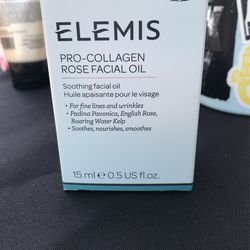 ELEMIS
PRO-COLLAGEN
ROSE FACIAL OIL
Soothing facial oil
Huile apaisante pour le visage
• For fine lines and wrinkles
• Padina Pavonica, English Rose,
Roaring Water Kelp
• Soothes, nourishes, smoothes
15 ml e 0.5 US fl.oz.